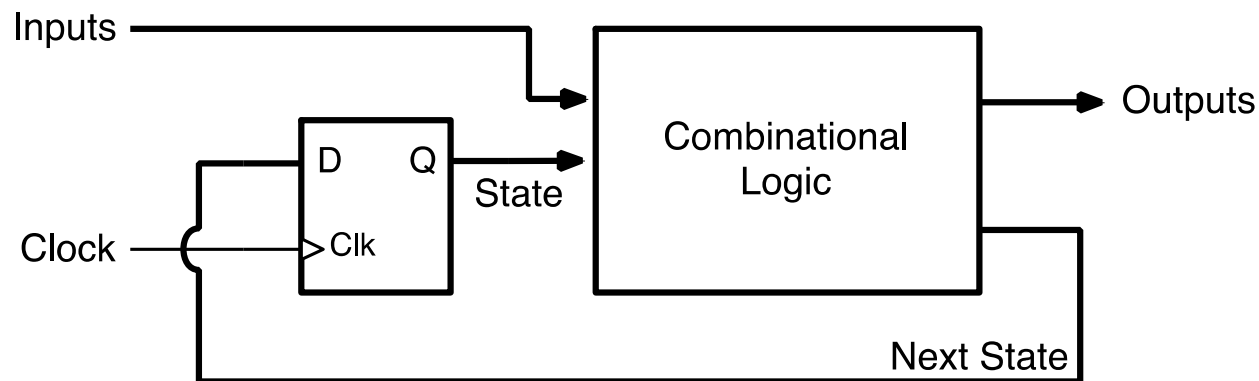 Inputs
Combinational
Logic
Outputs
D
Q
State
Clock
Clk
Next State